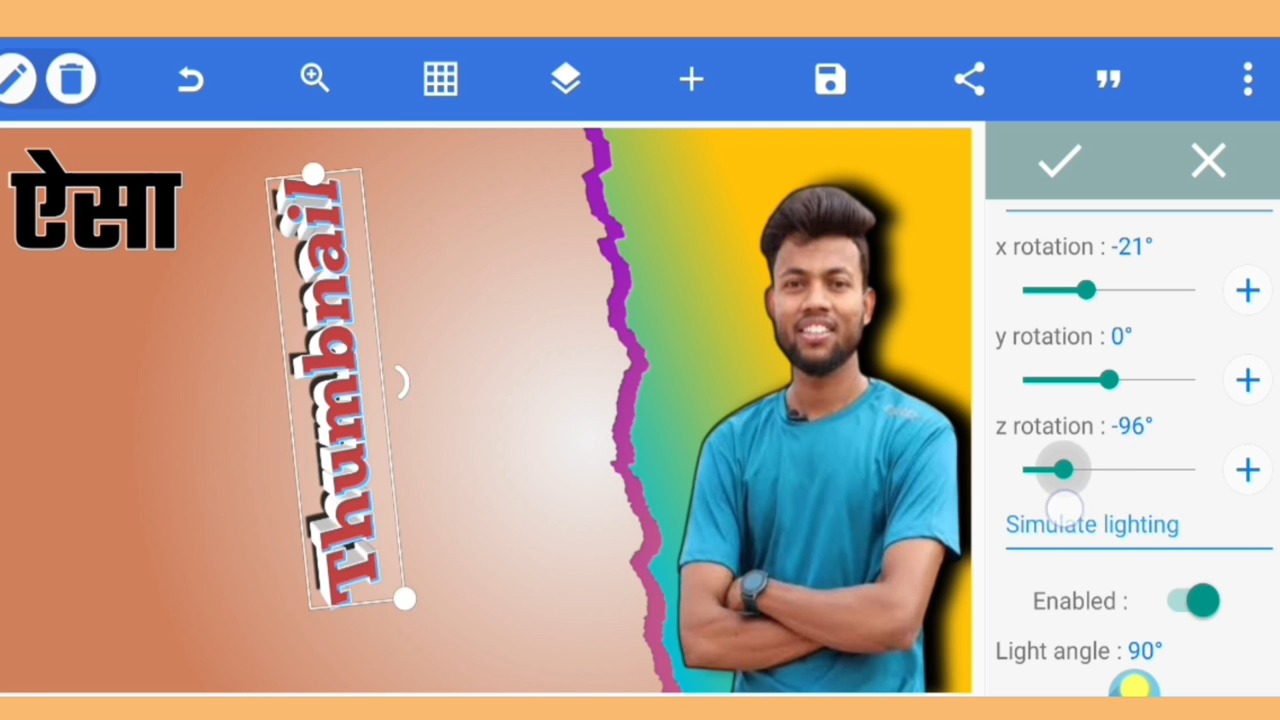 ऐसा
Thumbnail
x rotation : -21°
y rotation : 0°
z rotation : -96°
Simulate lighting
Enabled :
Light angle : 90°